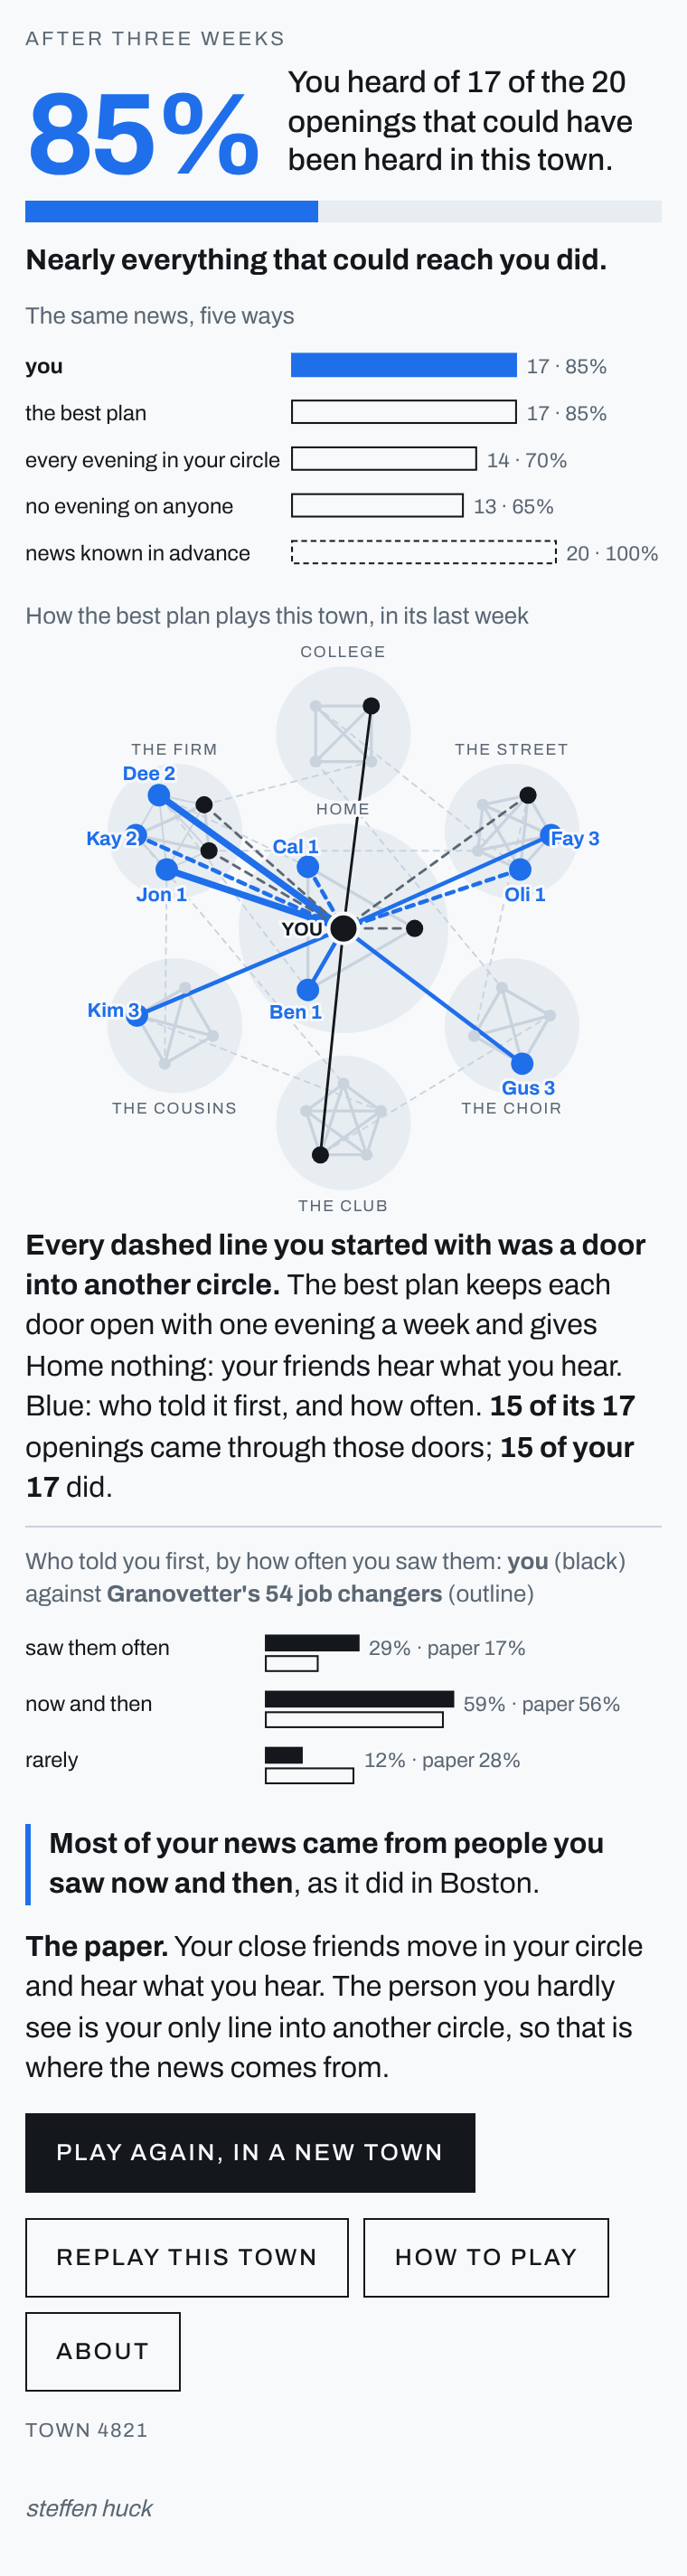 AFTER THREE WEEKS
85%
You heard of 17 of the 20
openings that could have
been heard in this town.
Nearly everything that could reach you did.
The same news, five ways
you 17 · 85%
the best plan 17 · 85%
every evening in your circle 14 · 70%
no evening on anyone 13 · 65%
news known in advance 20 · 100%
How the best plan plays this town, in its last week
COLLEGE
THE FIRM
THE STREET
Dee 2
HOME
Kay 2
Cal 1
Fay 3
Jon 1
Oli 1
YOU
Kim 3
Ben 1
Gus 3
THE COUSINS
THE CHOIR
THE CLUB
Every dashed line you started with was a door
into another circle. The best plan keeps each
door open with one evening a week and gives
Home nothing: your friends hear what you hear.
Blue: who told it first, and how often. 15 of its 17
openings came through those doors; 15 of your
17 did.
Who told you first, by how often you saw them: you (black)
against Granovetter's 54 job changers (outline)
saw them often 29% · paper 17%
now and then 59% · paper 56%
rarely 12% · paper 28%
Most of your news came from people you
saw now and then, as it did in Boston.
The paper. Your close friends move in your circle
and hear what you hear. The person you hardly
see is your only line into another circle, so that is
where the news comes from.
PLAY AGAIN, IN A NEW TOWN
REPLAY THIS TOWN
HOW TO PLAY
ABOUT
TOWN 4821
steffen huck